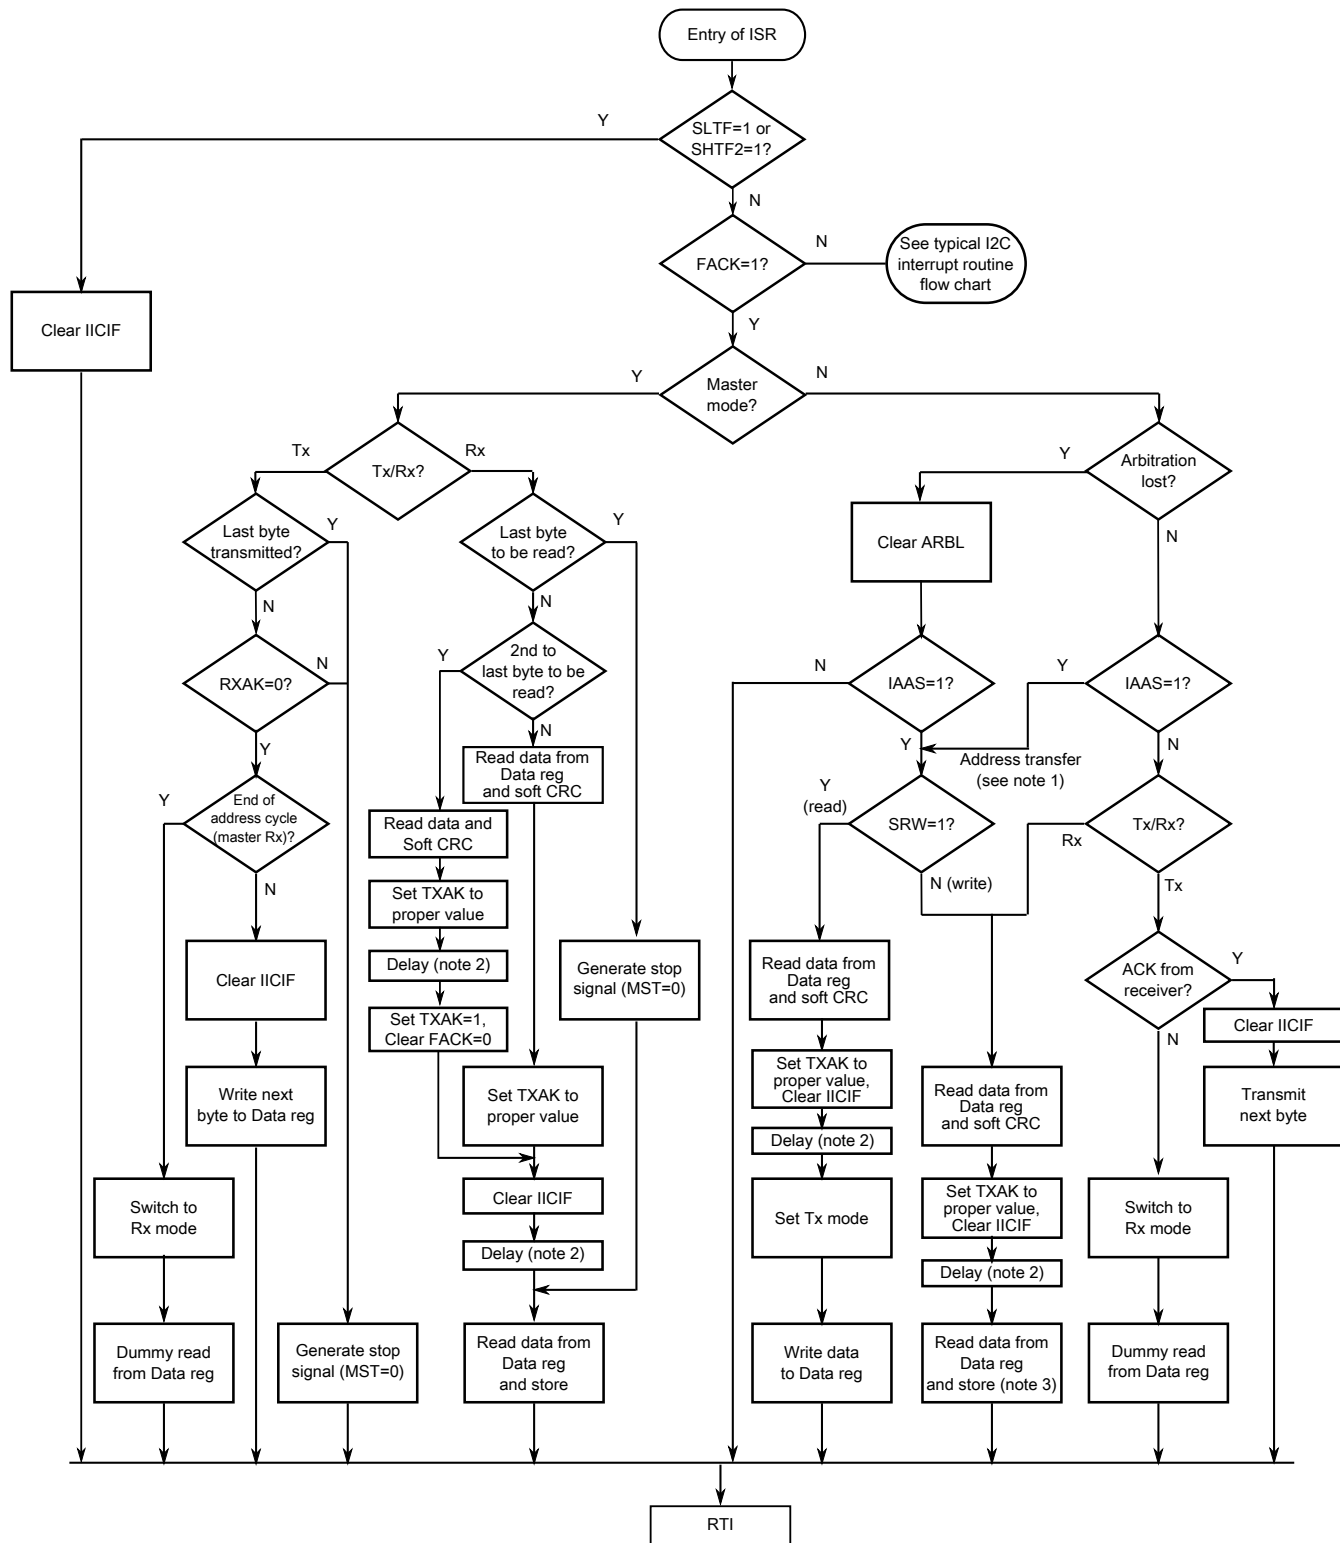 Entry of ISR
Y
SLTF=1 or
SHTF2=1?
N
FACK=1?
N
See typical I2C
interrupt routine
flow chart
Clear IICIF
Y
Y
Master
mode?
N
Tx
Tx/Rx?
Rx
Y
Arbitration
lost?
Last byte
transmitted?
Y
Last byte
to be read?
Y
Clear ARBL
N
N
N
RXAK=0?
N
Y
2nd to
last byte to be
read?
N
IAAS=1?
Y
IAAS=1?
Y
N
Y
N
Read data from
Data reg
and soft CRC
Address transfer
(see note 1)
Y
End of
address cycle
(master Rx)?
Y
(read)
SRW=1?
Rx
Tx/Rx?
Read data and
Soft CRC
N
N (write)
Tx
Set TXAK to
proper value
Delay (note 2)
Clear IICIF
Generate stop
signal (MST=0)
Read data from
Data reg
and soft CRC
ACK from
receiver?
Y
Set TXAK=1,
Clear FACK=0
Clear IICIF
N
Write next
byte to Data reg
Set TXAK to
proper value
Set TXAK to
proper value,
Clear IICIF
Read data from
Data reg
and soft CRC
Transmit
next byte
Delay (note 2)
Switch to
Rx mode
Clear IICIF
Set Tx mode
Set TXAK to
proper value,
Clear IICIF
Switch to
Rx mode
Delay (note 2)
Delay (note 2)
Dummy read
from Data reg
Generate stop
signal (MST=0)
Read data from
Data reg
and store
Write data
to Data reg
Read data from
Data reg
and store (note 3)
Dummy read
from Data reg
RTI